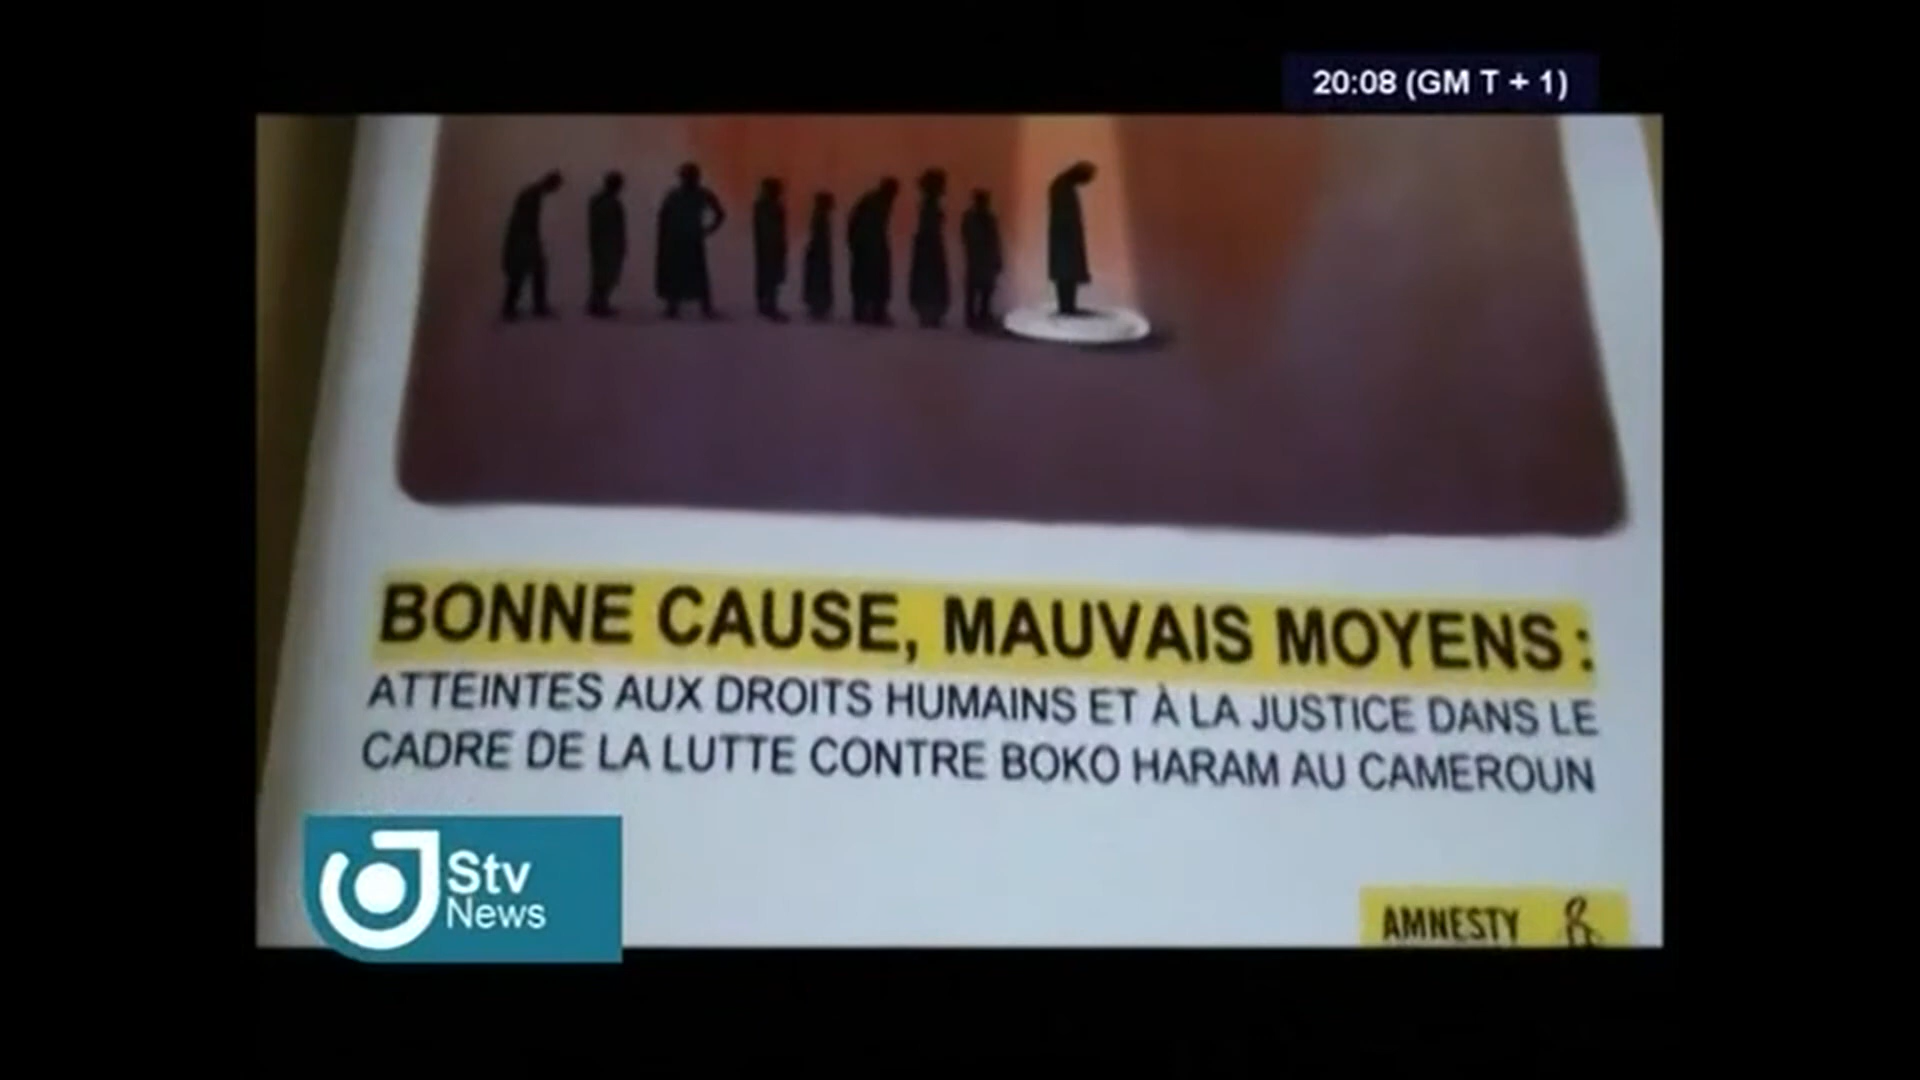 20:08 (GM T + 1)
BONNE CAUSE, MAUVAIS MOYENS :
ATTEINTES AUX DROITS HUMAINS ET À LA JUSTICE DANS LE
CADRE DE LA LUTTE CONTRE BOKO HARAM AU CAMEROUN
Stv
News
AMNESTY